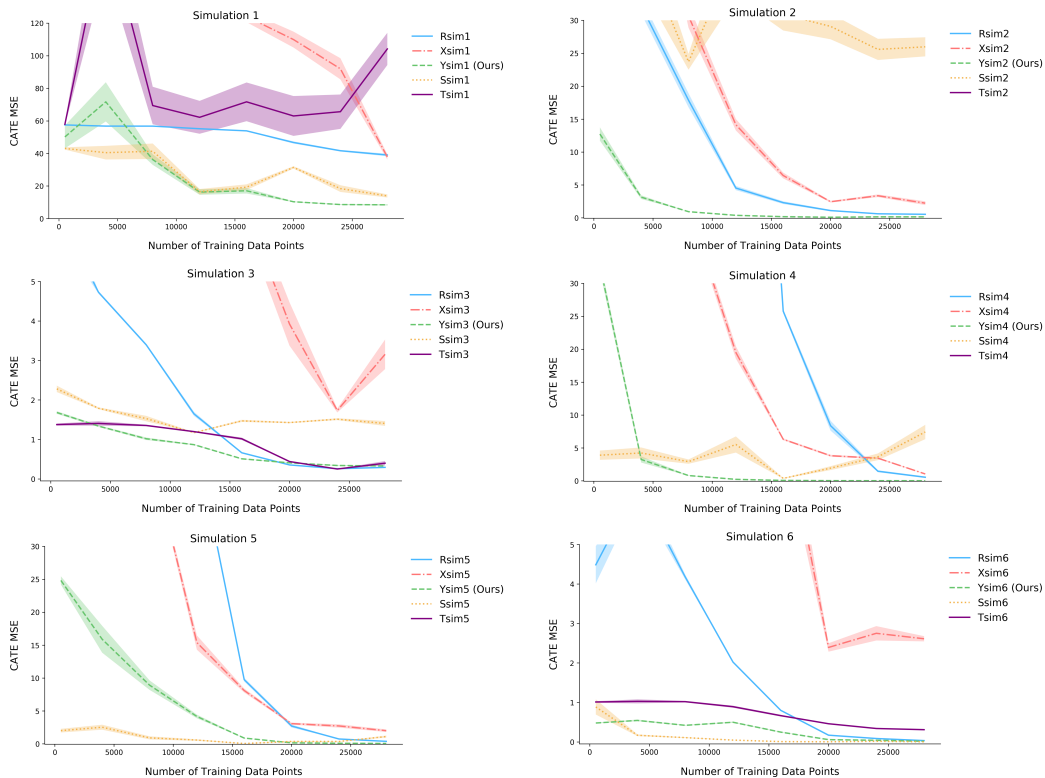 Simulation 1
120
100
80
60
40
20
0
CATE MSE
0 5000 10000 15000 20000 25000
Number of Training Data Points
Rsim1
Xsim1
Ysim1 (Ours)
Ssim1
Tsim1
Simulation 2
30
25
20
15
10
5
0
CATE MSE
0 5000 10000 15000 20000 25000
Number of Training Data Points
Rsim2
Xsim2
Ysim2 (Ours)
Ssim2
Tsim2
Simulation 3
5
4
3
2
1
0
CATE MSE
0 5000 10000 15000 20000 25000
Number of Training Data Points
Rsim3
Xsim3
Ysim3 (Ours)
Ssim3
Tsim3
Simulation 4
30
25
20
15
10
5
0
CATE MSE
0 5000 10000 15000 20000 25000
Number of Training Data Points
Rsim4
Xsim4
Ysim4 (Ours)
Ssim4
Tsim4
Simulation 5
30
25
20
15
10
5
0
CATE MSE
0 5000 10000 15000 20000 25000
Number of Training Data Points
Rsim5
Xsim5
Ysim5 (Ours)
Ssim5
Tsim5
Simulation 6
5
4
3
2
1
0
CATE MSE
0 5000 10000 15000 20000 25000
Number of Training Data Points
Rsim6
Xsim6
Ysim6 (Ours)
Ssim6
Tsim6